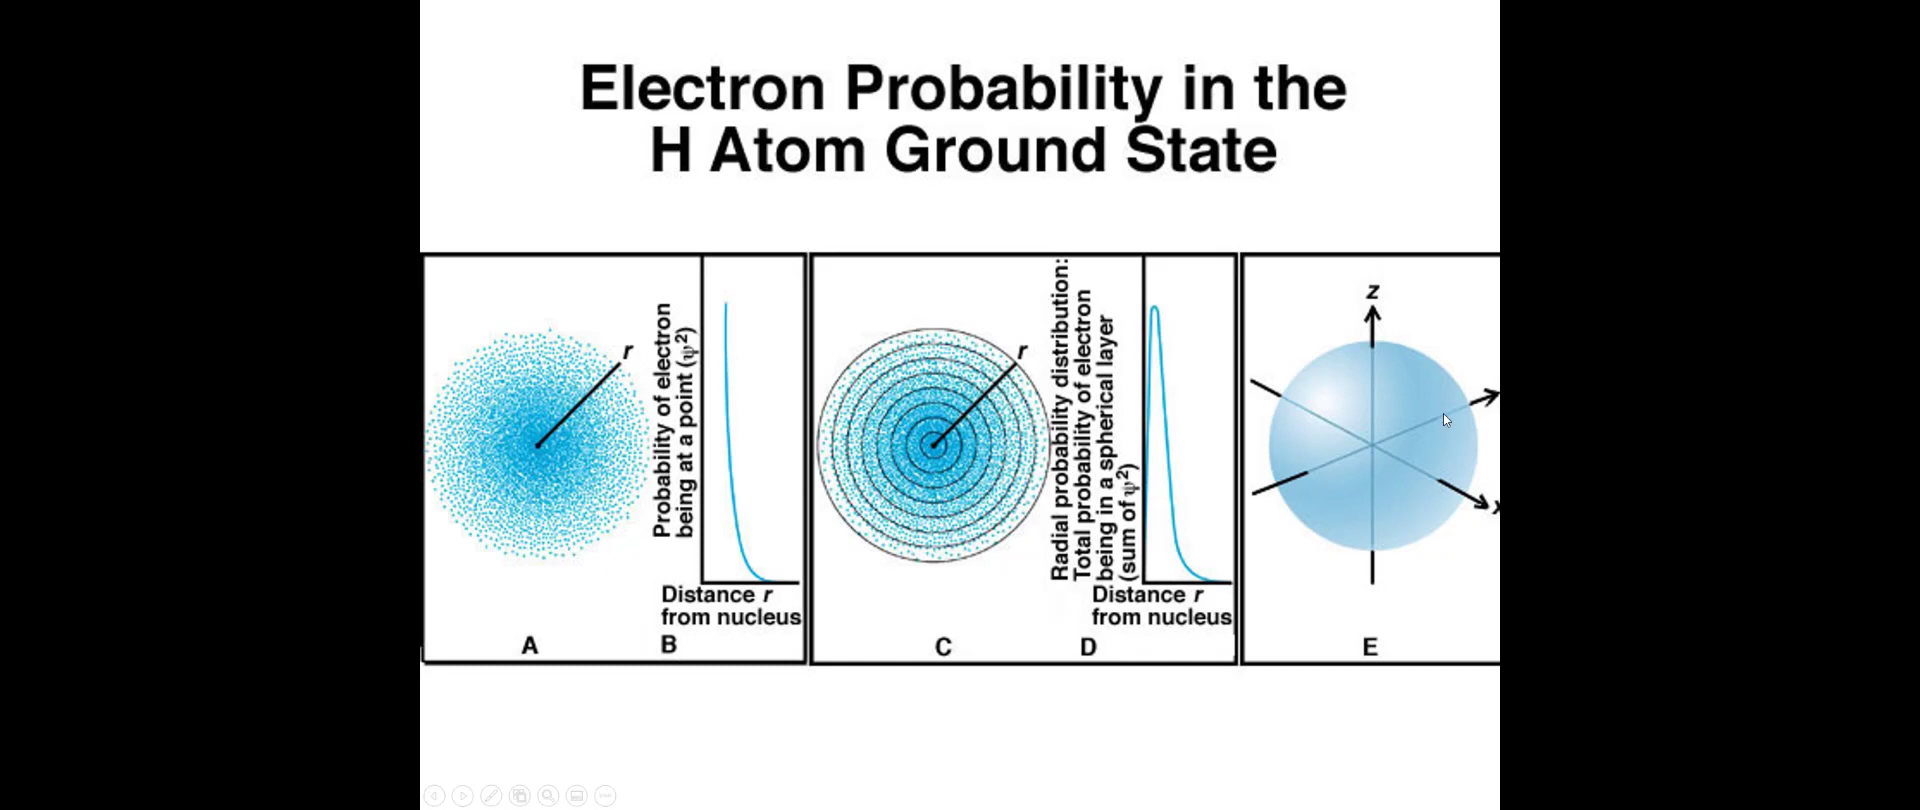 Electron Probability in the
H Atom Ground State
r
Probability of electron
being at a point (ψ²)
Distance r
from nucleus
A
B
r
Radial probability distribution:
Total probability of electron
being in a spherical layer
(sum of ψ²)
Distance r
from nucleus
C
D
z
x
E